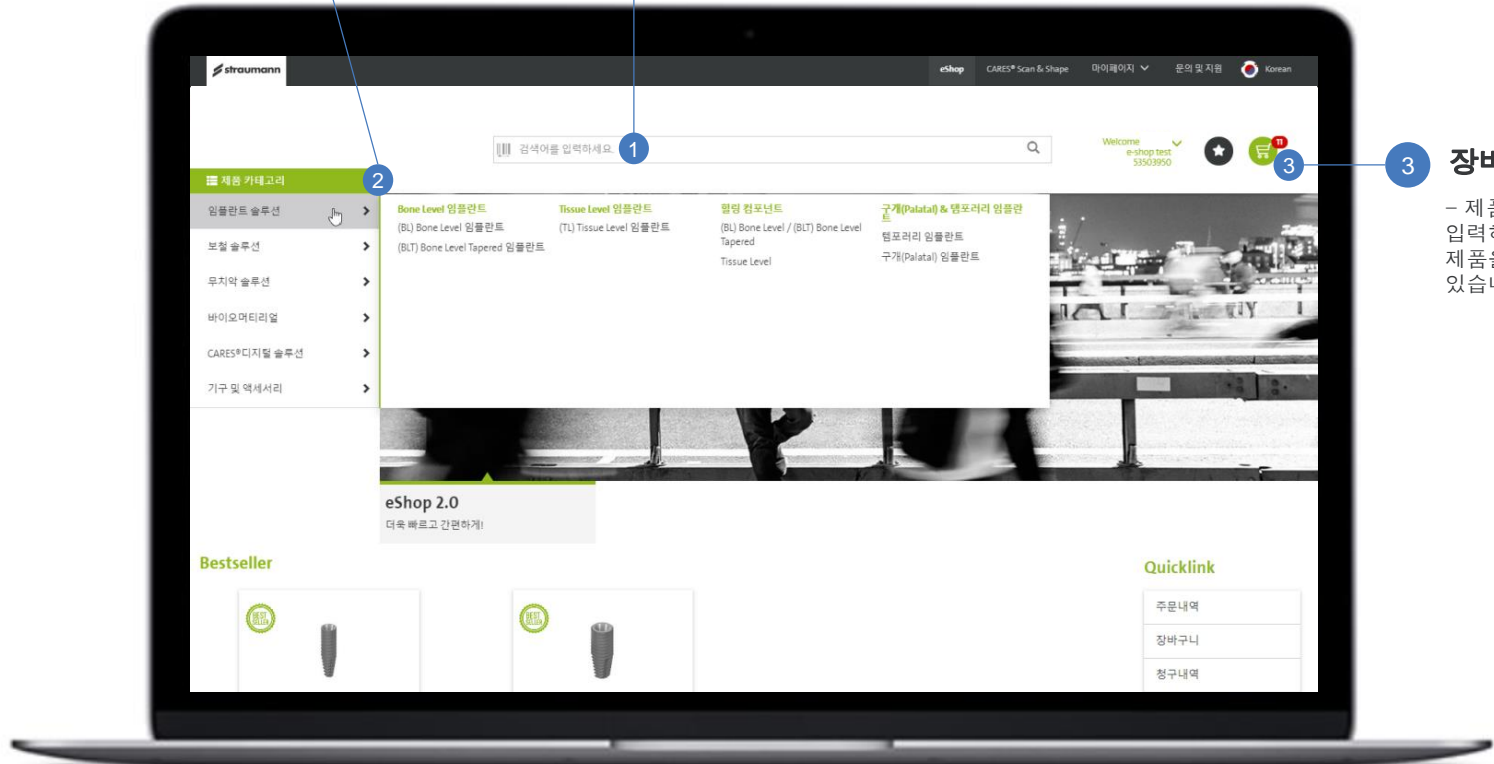 straumann
eShop CARES® Scan & Shape 마이페이지 문의 및 지원 Korean
검색어를 입력하세요. 1
Welcome
e-shop test
53503950
11
3
3
제품 카테고리
2
임플란트 솔루션
보철 솔루션
무치악 솔루션
바이오머티리얼
CARES®디지털 솔루션
기구 및 액세서리
Bone Level 임플란트
(BL) Bone Level 임플란트
(BLT) Bone Level Tapered 임플란트
Tissue Level 임플란트
(TL) Tissue Level 임플란트
힐링 컴포넌트
(BL) Bone Level / (BLT) Bone Level
Tapered
Tissue Level
구개(Palatal) & 템포러리 임플란
트
템포러리 임플란트
구개(Palatal) 임플란트
– 제품
입력하
제품을
있습니
eShop 2.0
더욱 빠르고 간편하게!
Bestseller
BEST
SELLER
BEST
SELLER
Quicklink
주문내역
장바구니
청구내역